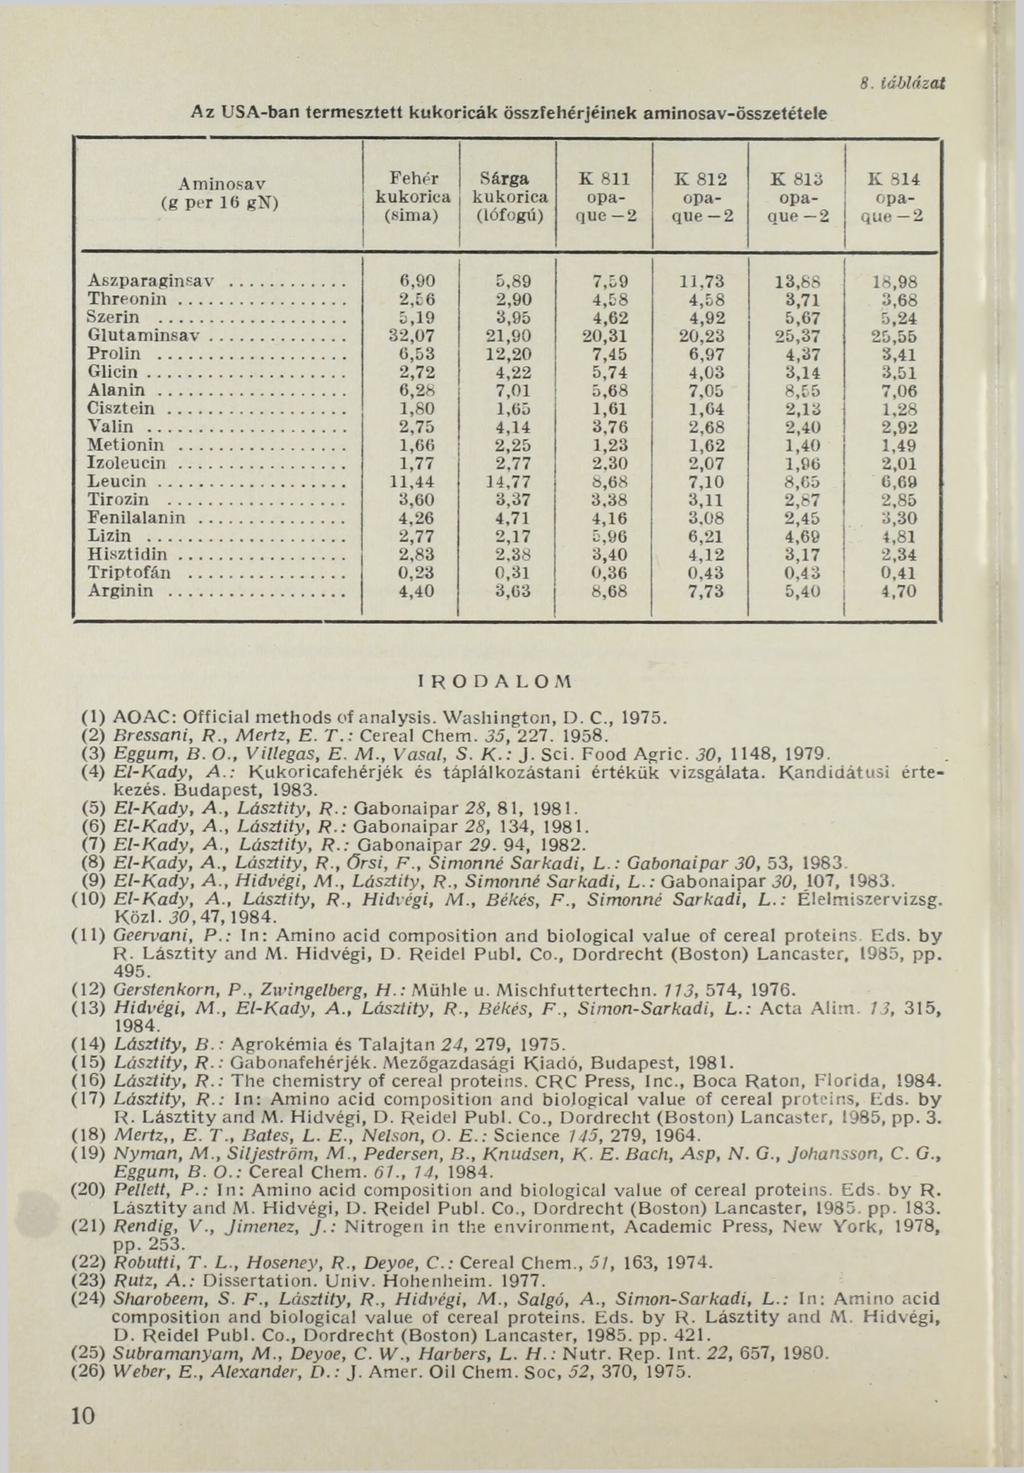 8. táblázat
Az USA-ban termesztett kukoricák összfehérjéinek aminosav-összetétele
Aminosav (g per 16 gN) Fehér kukorica (sima) Sárga kukorica (lófogú) K 811 opa-que—2 K 812 opa-que—2 K 813 opa-que—2 K 814 opa-que—2
Aszparaginsav ............ 6,90 5,89 7,59 11,73 13,88 18,98
Threonin ................. 2,56 2,90 4,58 4,58 3,71 3,68
Szerin ................... 5,19 3,95 4,62 4,92 5,67 5,24
Glutaminsav .............. 32,07 21,90 20,31 20,23 25,37 25,55
Prolin ................... 6,53 12,20 7,45 6,97 4,37 3,41
Glicin ................... 2,72 4,22 5,74 4,03 3,14 3,51
Alanin ................... 6,28 7,01 5,68 7,05 8,55 7,06
Cisztein ................. 1,80 1,65 1,61 1,64 2,13 1,28
Valin .................... 2,75 4,14 3,76 2,68 2,40 2,92
Metionin ................. 1,66 2,25 1,23 1,62 1,40 1,49
Izoleucin ................ 1,77 2,77 2,30 2,07 1,96 2,01
Leucin ................... 11,44 14,77 8,68 7,10 8,65 6,69
Tirozin .................. 3,60 3,37 3,38 3,11 2,87 2,85
Fenilalanin .............. 4,26 4,71 4,16 3,08 2,45 3,30
Lizin .................... 2,77 2,17 5,96 6,21 4,69 4,81
Hisztidin ................ 2,83 2,38 3,40 4,12 3,17 2,34
Triptofán ................ 0,23 0,31 0,36 0,43 0,43 0,41
Arginin .................. 4,40 3,63 8,68 7,73 5,40 4,70
IRODALOM
(1) AOAC: Official methods of analysis. Washington, D. C., 1975.
(2) Bressani, R., Mertz, E. T.: Cereal Chem. 35, 227. 1958.
(3) Eggum, B. O., Villegas, E. M., Vasal, S. K.: J. Sci. Food Agric. 30, 1148, 1979.
(4) El-Kady, A.: Kukoricafehérjék és táplálkozástani értékük vizsgálata. Kandidátusi érte-
kezés. Budapest, 1983.
(5) El-Kady, A., Lásztity, R.: Gabonaipar 28, 81, 1981.
(6) El-Kady, A., Lásztity, R.: Gabonaipar 28, 134, 1981.
(7) El-Kady, A., Lásztity, R.: Gabonaipar 29. 94, 1982.
(8) El-Kady, A., Lásztity, R., Örsi, F., Simonné Sarkadi, L.: Gabonaipar 30, 53, 1983.
(9) El-Kady, A., Hidvégi, M., Lásztity, R., Simonné Sarkadi, L.: Gabonaipar 30, 107, 1983.
(10) El-Kady, A., Lásztity, R., Hidvégi, M., Békés, F., Simonné Sarkadi, L.: Élelmiszervizsg.
Közl. 30, 47, 1984.
(11) Geervani, P.: In: Amino acid composition and biological value of cereal proteins. Eds. by
R. Lásztity and M. Hidvégi, D. Reidel Publ. Co., Dordrecht (Boston) Lancaster, 1985, pp.
495.
(12) Gerstenkorn, P., Zwingelberg, H.: Mühle u. Mischfuttertechn. 113, 574, 1976.
(13) Hidvégi, M., El-Kady, A., Lásztity, R., Békés, F., Simon-Sarkadi, L.: Acta Alim. 13, 315,
1984.
(14) Lásztity, B.: Agrokémia és Talajtan 24, 279, 1975.
(15) Lásztity, R.: Gabonafehérjék. Mezőgazdasági Kiadó, Budapest, 1981.
(16) Lásztity, R.: The chemistry of cereal proteins. CRC Press, Inc., Boca Raton, Florida, 1984.
(17) Lásztity, R.: In: Amino acid composition and biological value of cereal proteins, Eds. by
R. Lásztity and M. Hidvégi, D. Reidel Publ. Co., Dordrecht (Boston) Lancaster, 1985, pp. 3.
(18) Mertz,, E. T., Bates, L. E., Nelson, O. E.: Science 145, 279, 1964.
(19) Nyman, M., Siljeström, M., Pedersen, B., Knudsen, K. E. Bach, Asp, N. G., Johansson, C. G.,
Eggum, B. O.: Cereal Chem. 61., 14, 1984.
(20) Pellett, P.: In: Amino acid composition and biological value of cereal proteins. Eds. by R.
Lásztity and M. Hidvégi, D. Reidel Publ. Co., Dordrecht (Boston) Lancaster, 1985. pp. 183.
(21) Rendig, V., Jimenez, J.: Nitrogen in the environment, Academic Press, New York, 1978,
pp. 253.
(22) Robutti, T. L., Hoseney, R., Deyoe, C.: Cereal Chem., 51, 163, 1974.
(23) Rutz, A.: Dissertation. Univ. Hohenheim. 1977.
(24) Sharobeem, S. F., Lásztity, R., Hidvégi, M., Salgó, A., Simon-Sarkadi, L.: In: Amino acid
composition and biological value of cereal proteins. Eds. by R. Lásztity and M. Hidvégi,
D. Reidel Publ. Co., Dordrecht (Boston) Lancaster, 1985. pp. 421.
(25) Subramanyam, M., Deyoe, C. W., Harbers, L. H.: Nutr. Rep. Int. 22, 657, 1980.
(26) Weber, E., Alexander, D.: J. Amer. Oil Chem. Soc, 52, 370, 1975.
10